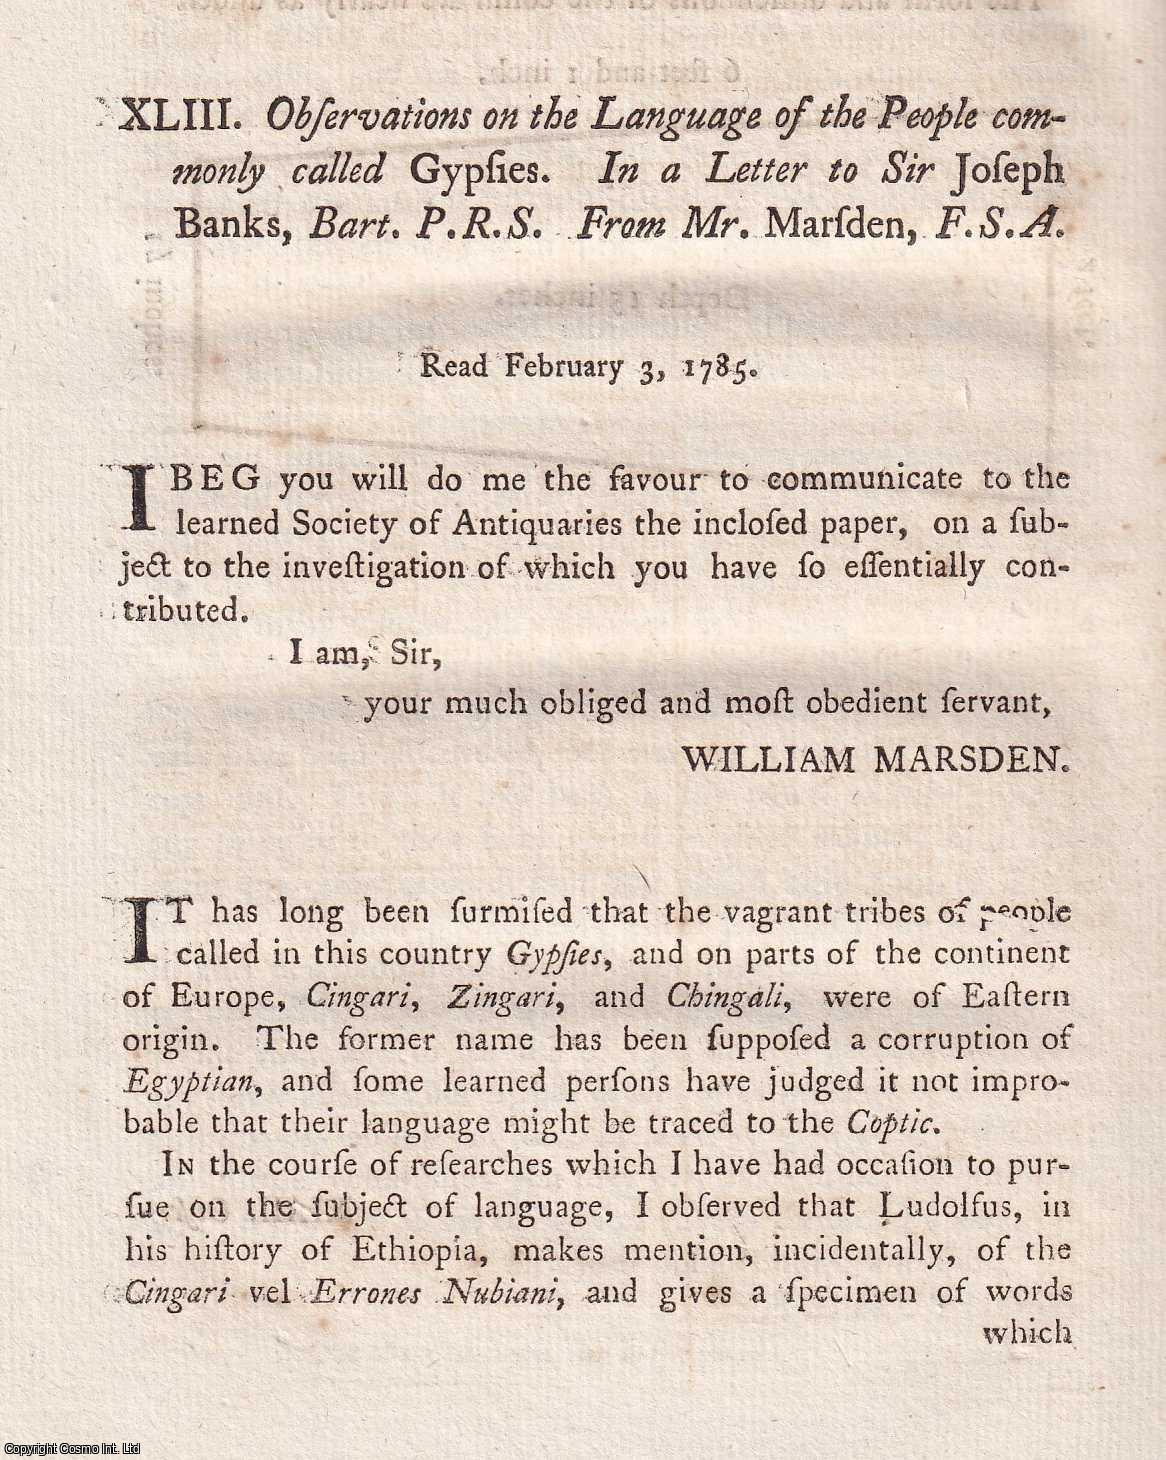 XLIII. Obſervations on the Language of the People com-
monly called Gypſies. In a Letter to Sir Joſeph
Banks, Bart. P.R.S. From Mr. Marſden, F.S.A.
Read February 3, 1785.
I BEG you will do me the favour to communicate to the
learned Society of Antiquaries the incloſed paper, on a ſub-
ject to the inveſtigation of which you have ſo eſſentially con-
tributed.
I am, Sir,
your much obliged and moſt obedient ſervant,
WILLIAM MARSDEN.
IT has long been ſurmiſed that the vagrant tribes of people
called in this country Gypſies, and on parts of the continent
of Europe, Cingari, Zingari, and Chingali, were of Eaſtern
origin. The former name has been ſuppoſed a corruption of
Egyptian, and ſome learned perſons have judged it not impro-
bable that their language might be traced to the Coptic.
IN the courſe of reſearches which I have had occaſion to pur-
ſue on the ſubject of language, I obſerved that Ludolfus, in
his hiſtory of Ethiopia, makes mention, incidentally, of the
Cingari vel Errones Nubiani, and gives a ſpecimen of words
which
Copyright Cosmo Int. Ltd